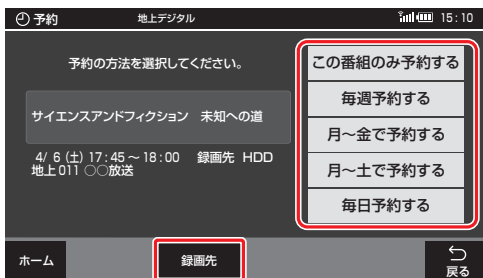 予約
地上デジタル
15:10
予約の方法を選択してください。
サイエンスアンドフィクション 未知への道
4/ 6 (土) 17:45～18:00 録画先 HDD
地上011 ○○放送
この番組のみ予約する
毎週予約する
月～金で予約する
月～土で予約する
毎日予約する
ホーム
録画先
戻る